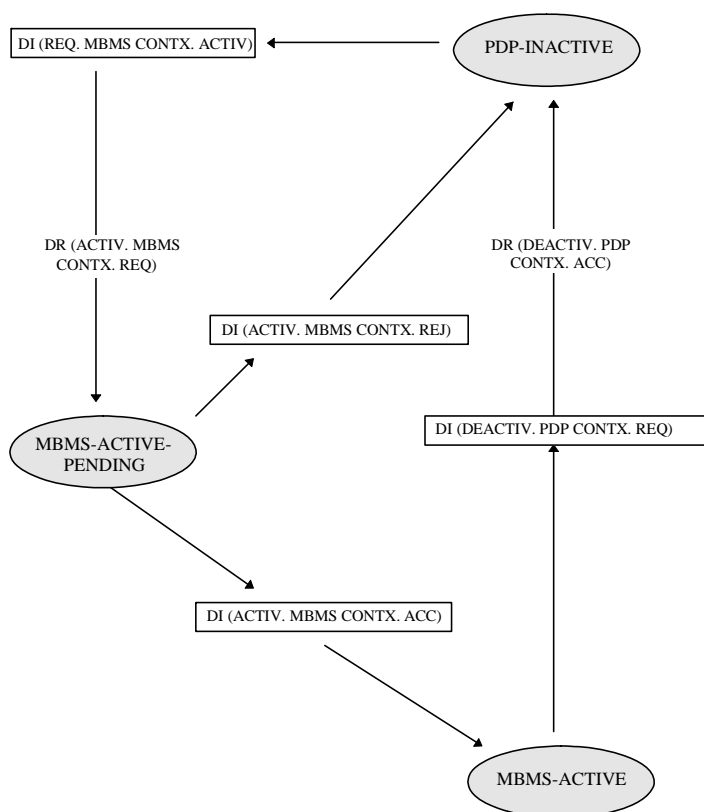 DI (REQ. MBMS CONTX. ACTIV)
PDP-INACTIVE
DR (ACTIV. MBMS
CONTX. REQ)
DR (DEACTIV. PDP
CONTX. ACC)
DI (ACTIV. MBMS CONTX. REJ)
MBMS-ACTIVE-
PENDING
DI (DEACTIV. PDP CONTX. REQ)
DI (ACTIV. MBMS CONTX. ACC)
MBMS-ACTIVE